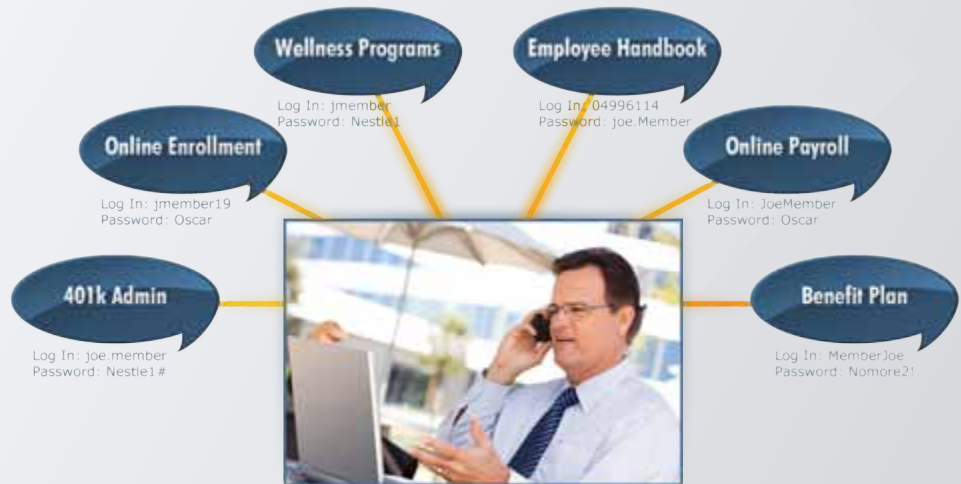 Wellness Programs
Log In: jmember
Password: Nestle1
Employee Handbook
Log In: 04996114
Password: joe.Member
Online Enrollment
Log In: jmember19
Password: Oscar
Online Payroll
Log In: JoeMember
Password: Oscar
401k Admin
Log In: joe.member
Password: Nestle1#
Benefit Plan
Log In: MemberJoe
Password: Nomore2!